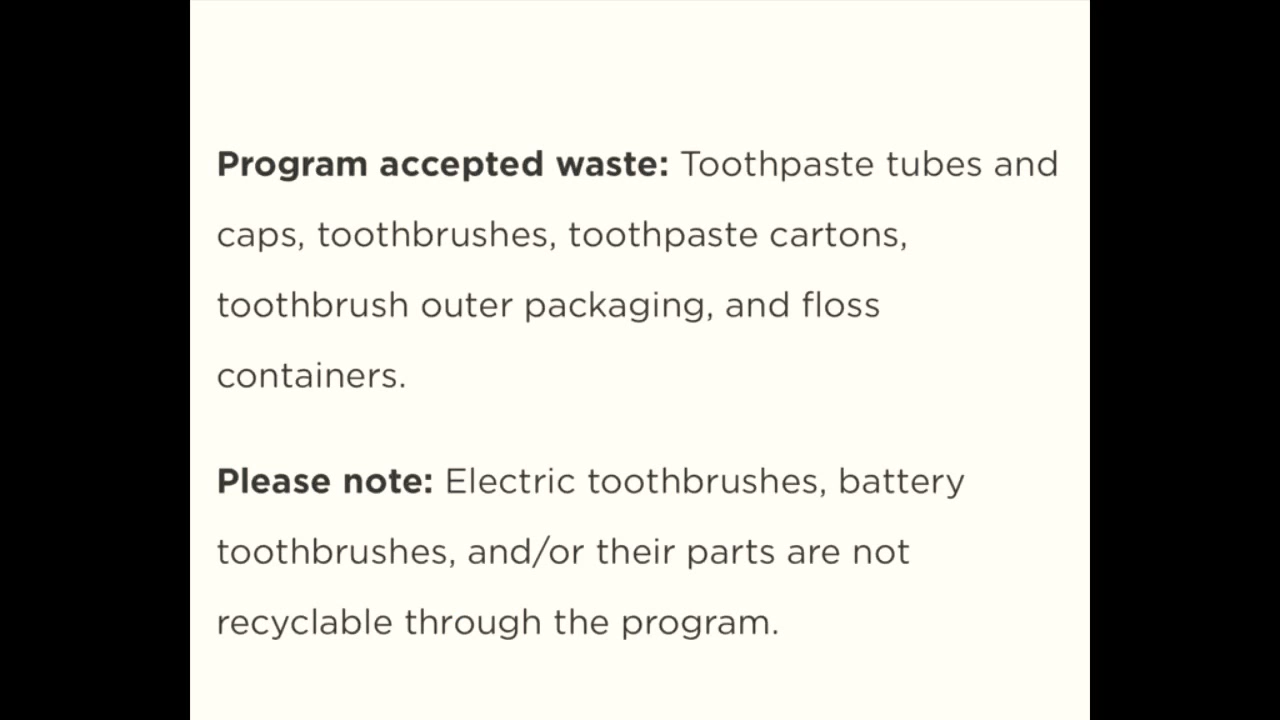 Program accepted waste: Toothpaste tubes and
caps, toothbrushes, toothpaste cartons,
toothbrush outer packaging, and floss
containers.
Please note: Electric toothbrushes, battery
toothbrushes, and/or their parts are not
recyclable through the program.